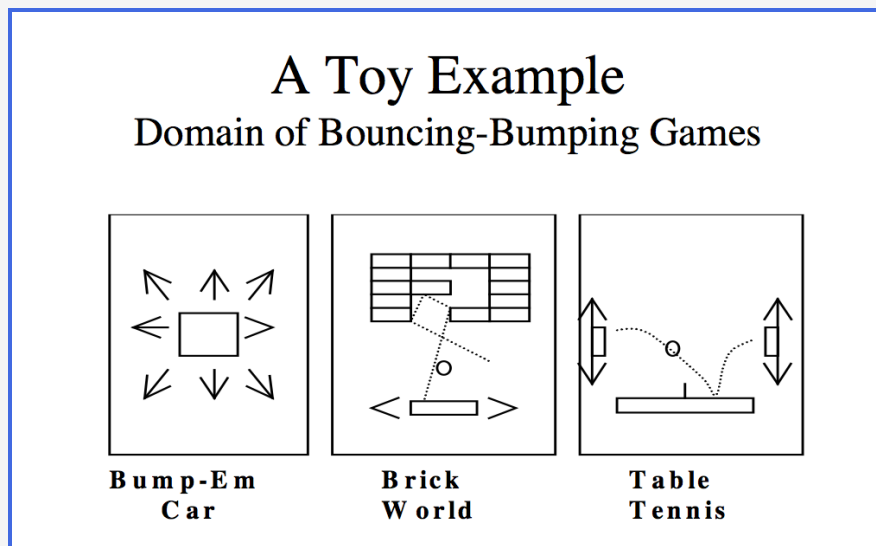 A Toy Example
Domain of Bouncing-Bumping Games
Bump-Em
Car
Brick
World
Table
Tennis